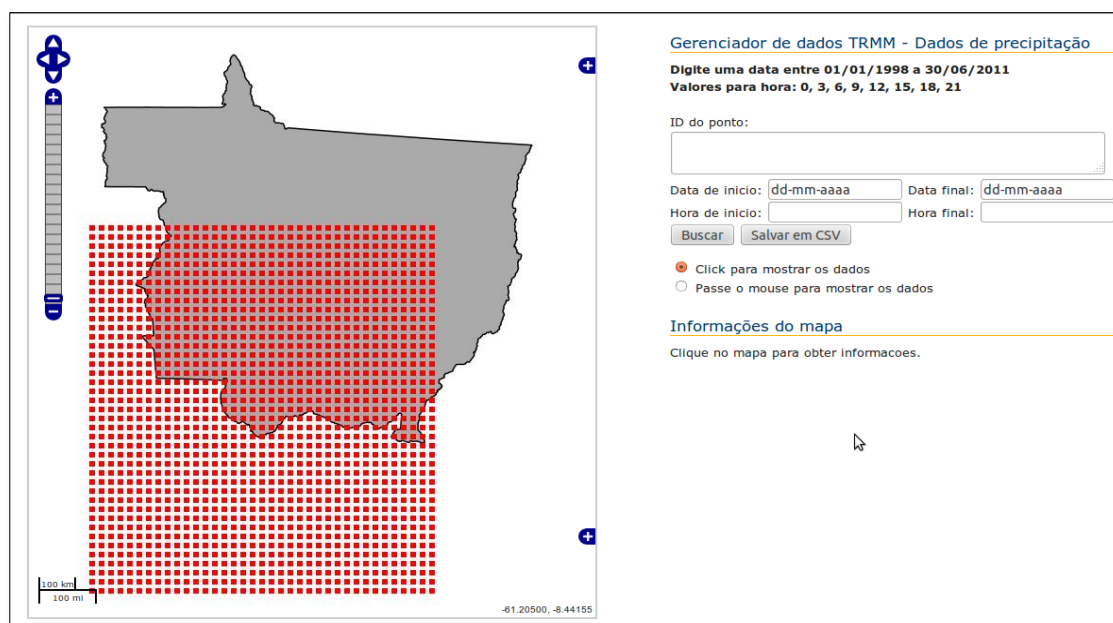 Gerenciador de dados TRMM - Dados de precipitação
Digite uma data entre 01/01/1998 a 30/06/2011
Valores para hora: 0, 3, 6, 9, 12, 15, 18, 21
ID do ponto:
Data de inicio: dd-mm-aaaa Data final: dd-mm-aaaa
Hora de inicio: Hora final:
Buscar Salvar em CSV
Click para mostrar os dados
Passe o mouse para mostrar os dados
Informações do mapa
Clique no mapa para obter informacoes.
100 km
100 mi
-61.20500, -8.44155